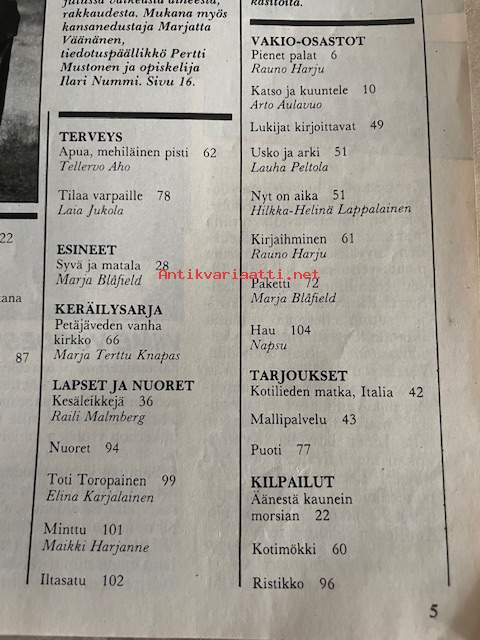 julussa vaikeasta aiheesta,
rakkaudesta. Mukana myös
kansanedustaja Marjatta
Väänänen,
tiedotuspäällikkö Pertti
Mustonen ja opiskelija
Ilari Nummi. Sivu 16.
22
87
TERVEYS
Apua, mehiläinen pisti 62
Tellervo Aho
Tilaa varpaille 78
Laia Jukola
ESINEET
Syvä ja matala 28
Marja Blåfield
KERÄILYSARJA
Petäjäveden vanha
kirkko 66
Marja Terttu Knapas
LAPSET JA NUORET
Kesäleikkejä 36
Raili Malmberg
Nuoret 94
Toti Toropainen 99
Elina Karjalainen
Minttu 101
Maikki Harjanne
Iltasatu 102
käsitöitä.
VAKIO-OSASTOT
Pienet palat 6
Rauno Harju
Katso ja kuuntele 10
Arto Aulavuo
Lukijat kirjoittavat 49
Usko ja arki 51
Lauha Peltola
Nyt on aika 51
Hilkka-Helinä Lappalainen
Kirjaihminen 61
Rauno Harju
Paketti 72
Marja Blåfield
Hau 104
Napsu
TARJOUKSET
Kotilieden matka, Italia 42
Mallipalvelu 43
Puoti 77
KILPAILUT
Äänestä kaunein
morsian 22
Kotimökki 60
Ristikko 96
5
Antikvariaatti.net